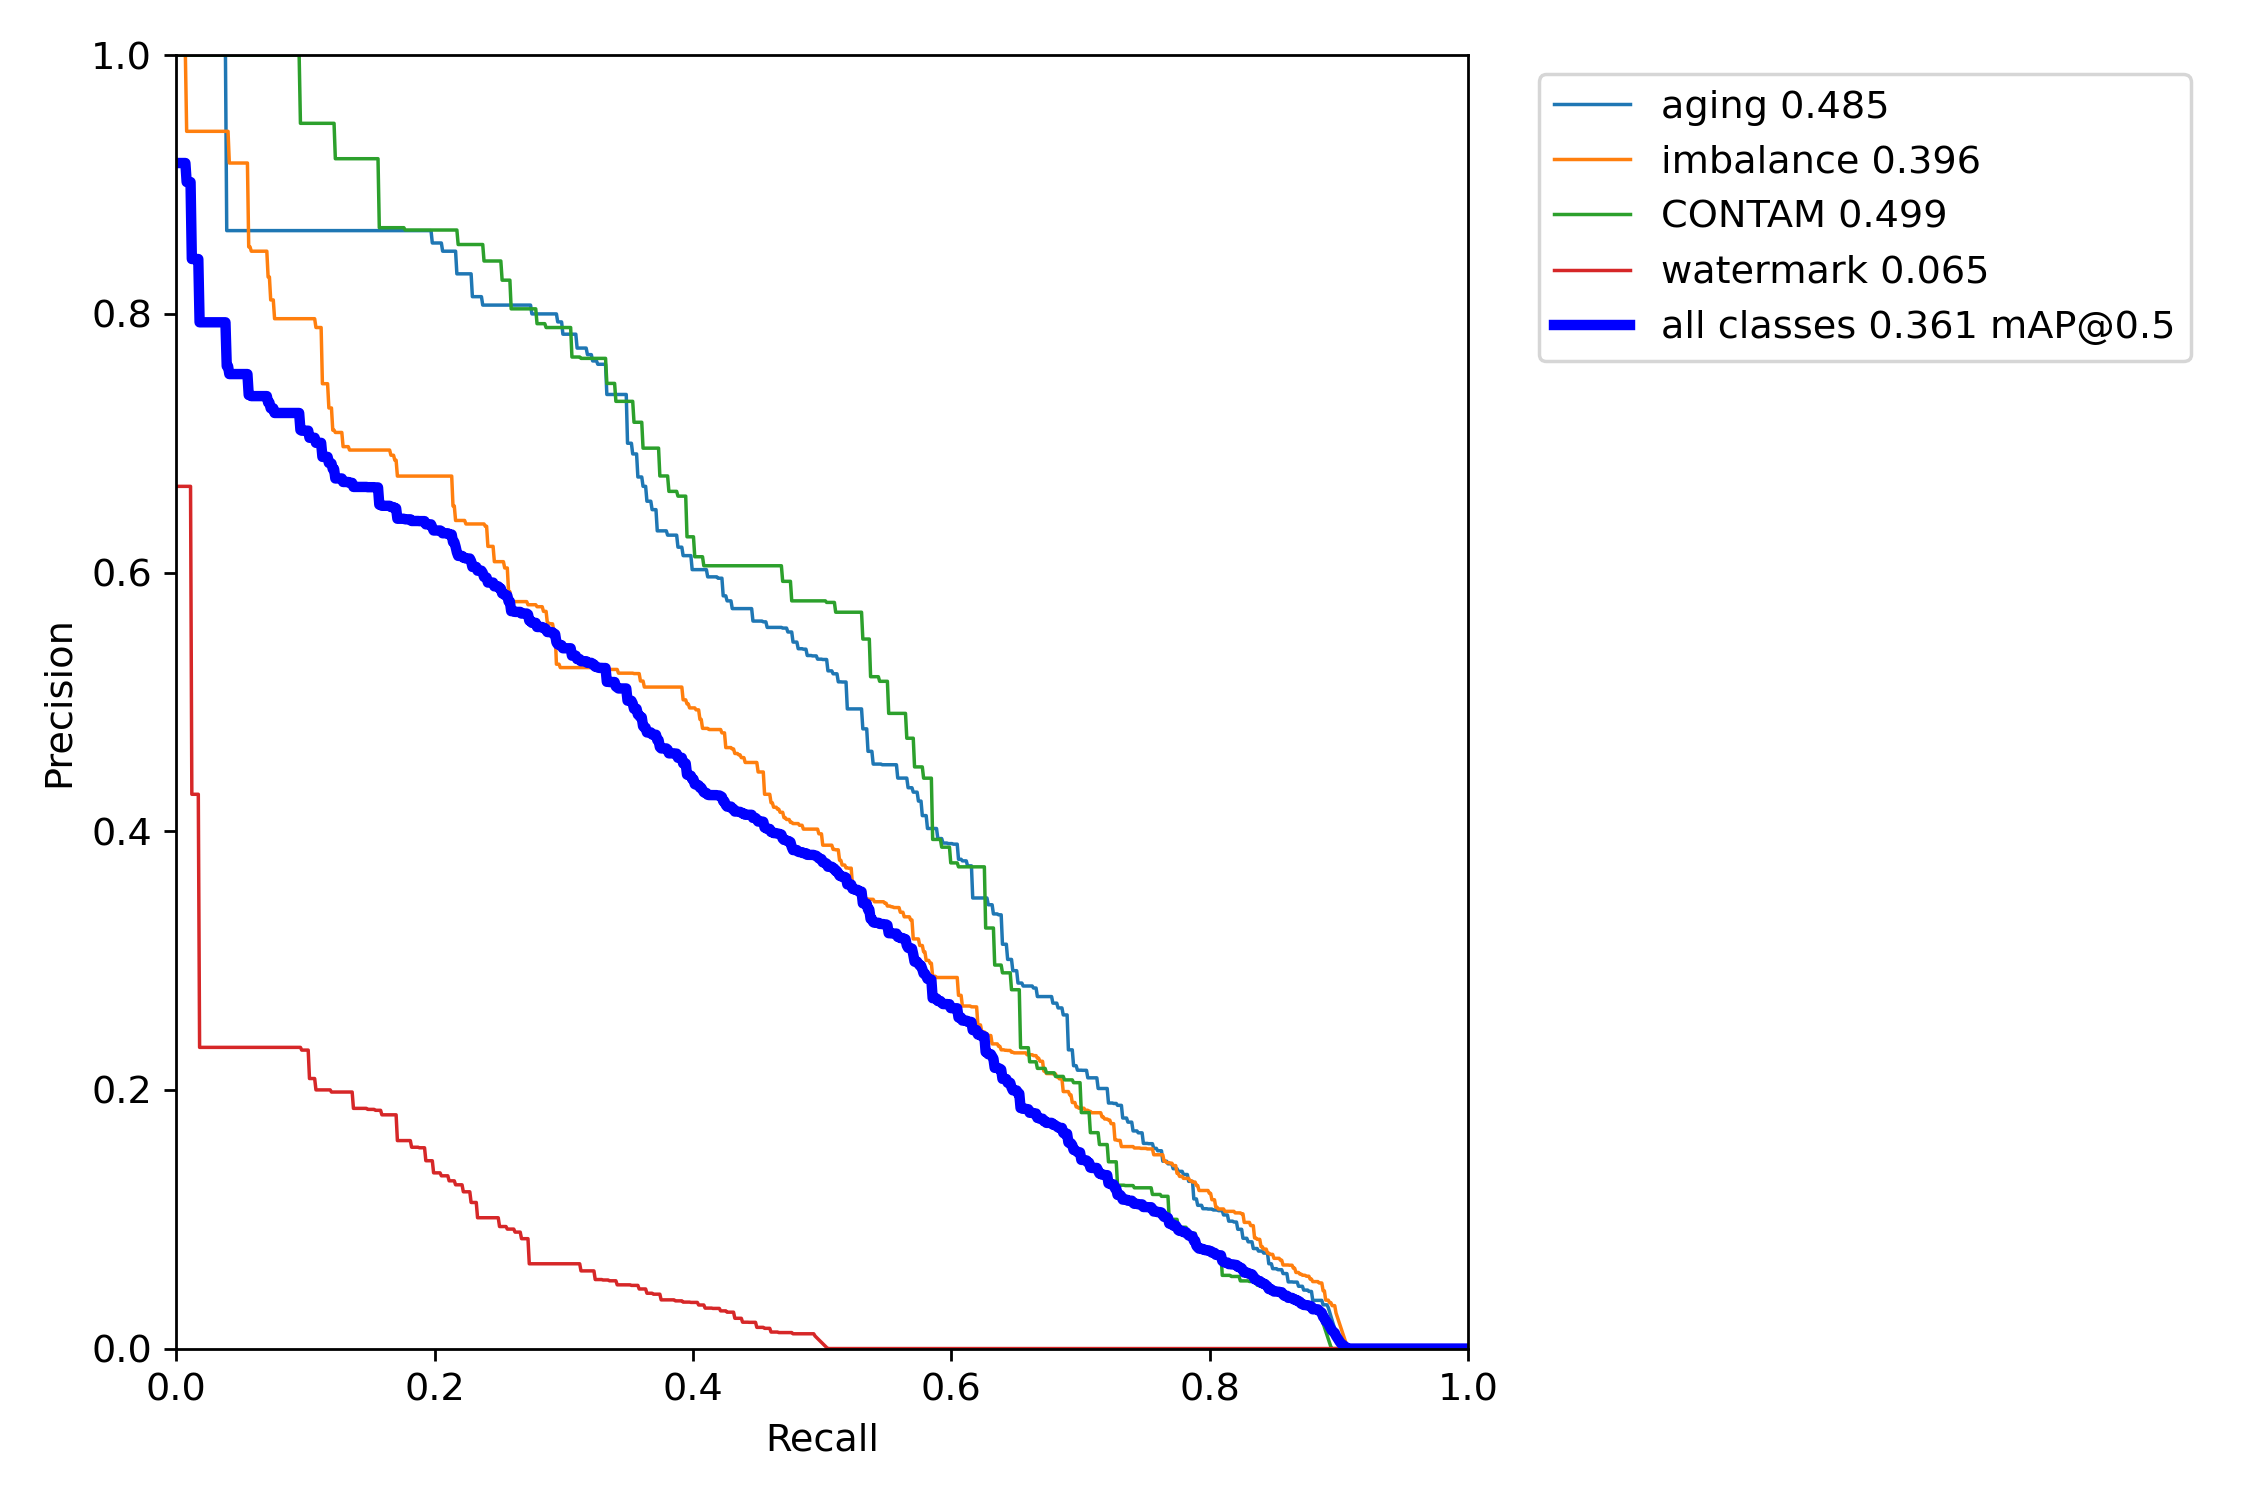 1.0
0.8
0.6
0.4
0.2
0.0
0.0 0.2 0.4 0.6 0.8 1.0
Precision
Recall
aging 0.485
imbalance 0.396
CONTAM 0.499
watermark 0.065
all classes 0.361 mAP@0.5